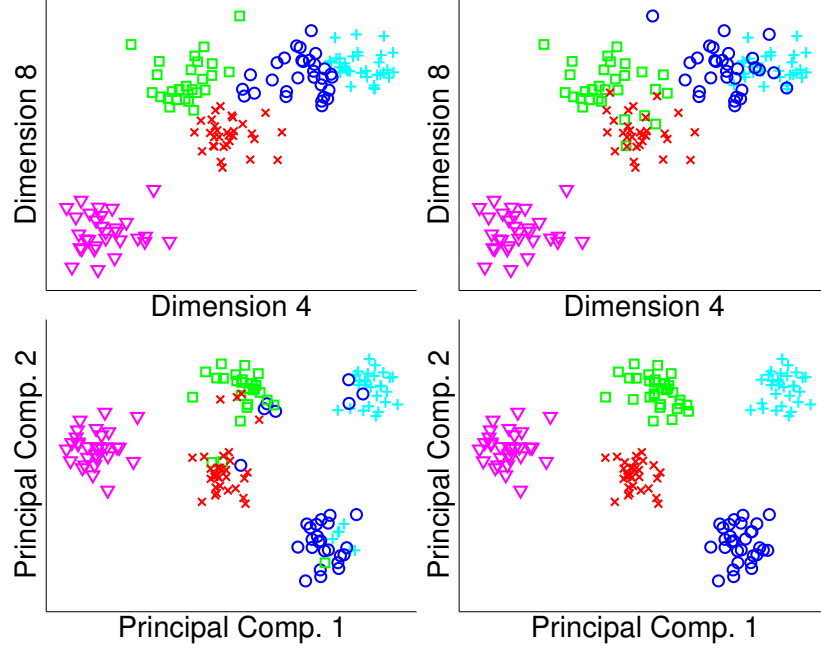 Dimension 8
Dimension 4
Dimension 8
Dimension 4
Principal Comp. 2
Principal Comp. 1
Principal Comp. 2
Principal Comp. 1